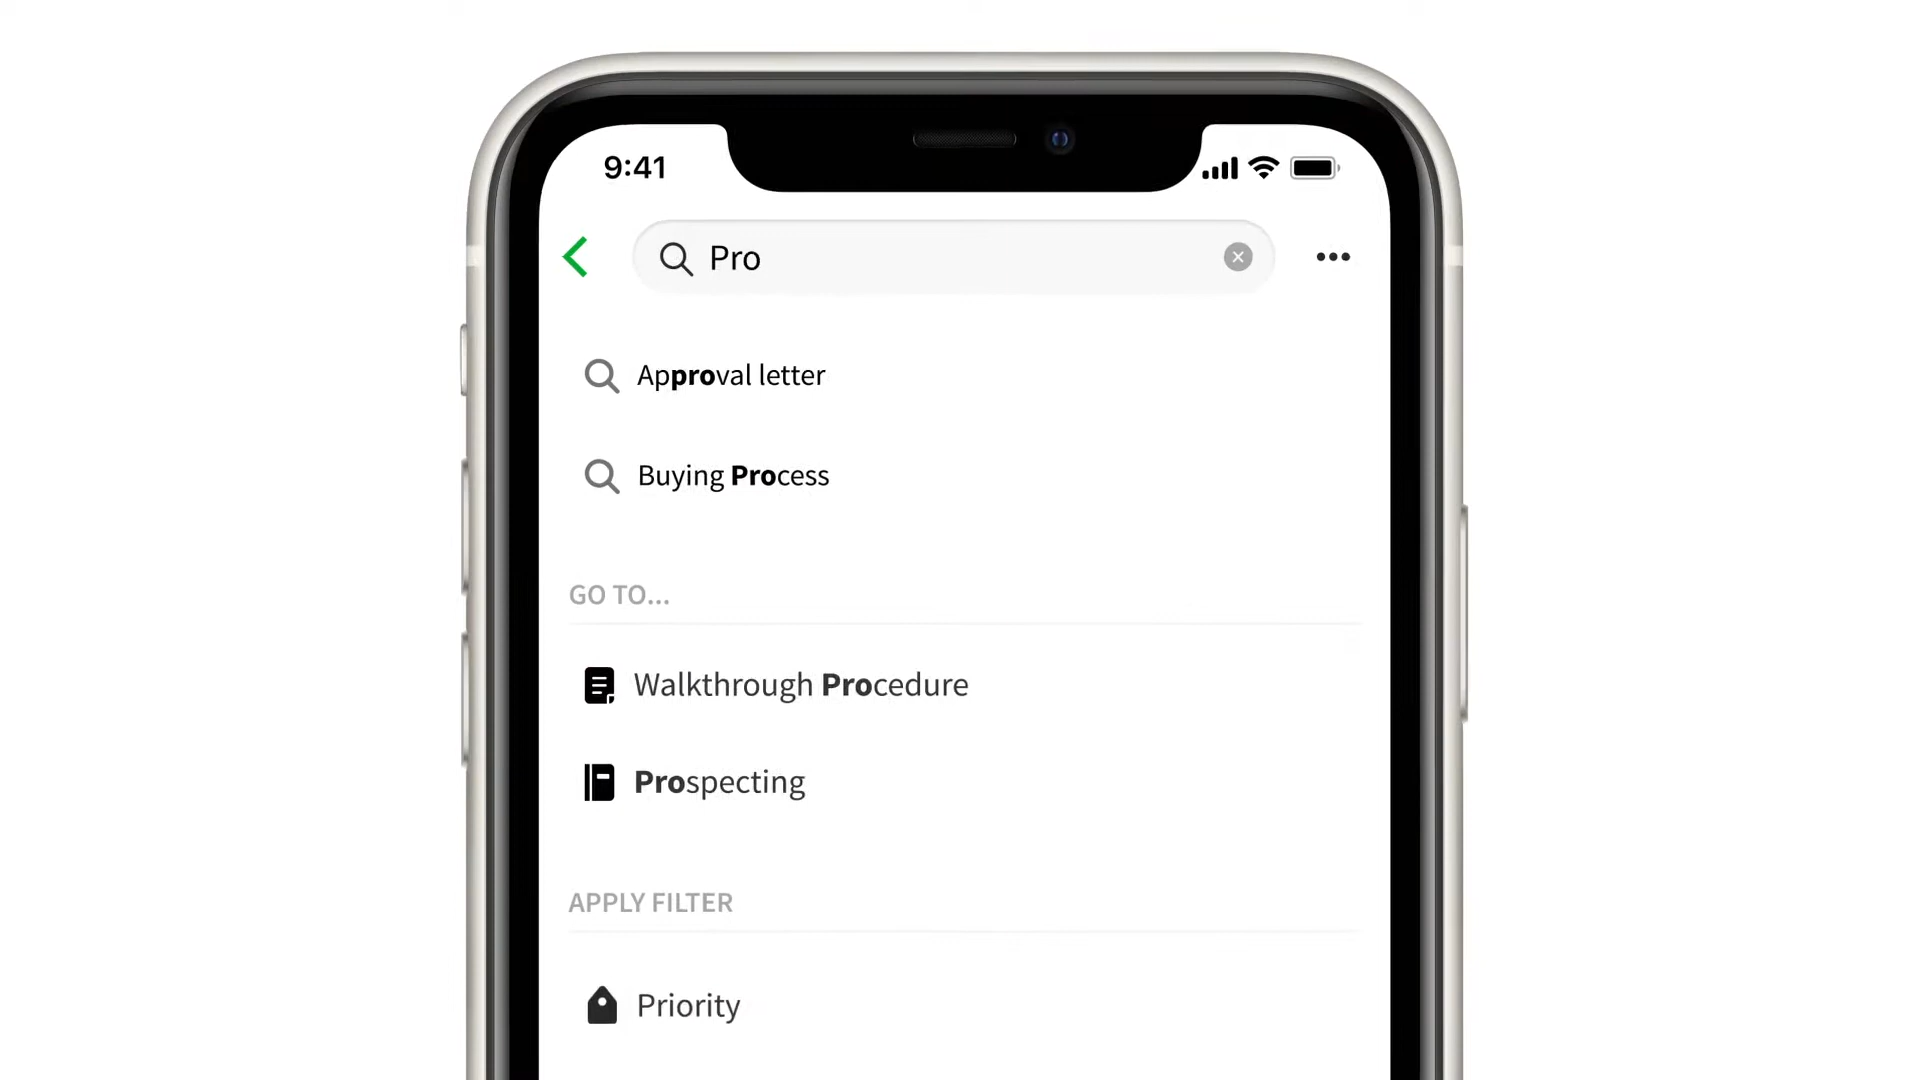 9:41
Pro
Approval letter
Buying Process
GO TO...
Walkthrough Procedure
Prospecting
APPLY FILTER
Priority